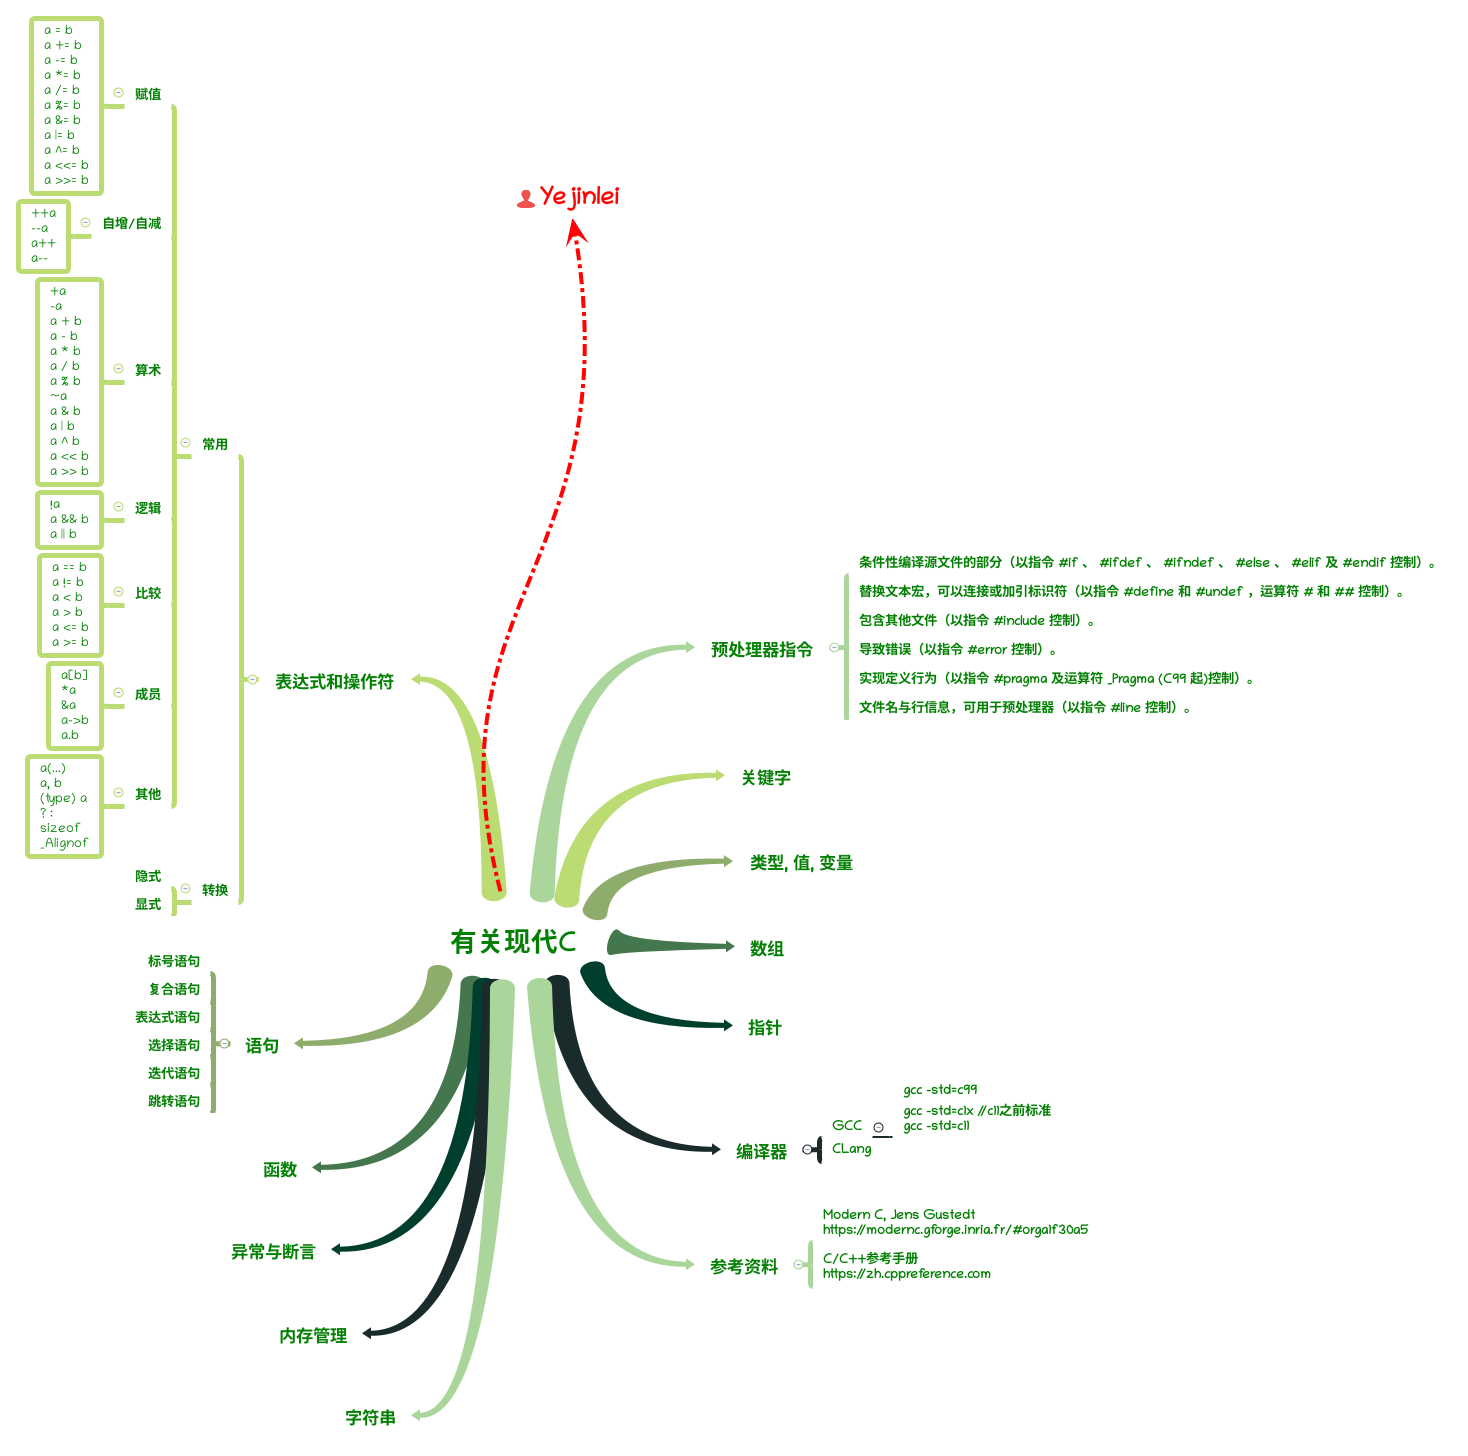 有关现代C
Yejinlei
预处理器指令
条件性编译源文件的部分（以指令 #if 、 #ifdef 、 #ifndef 、 #else 、 #elif 及 #endif 控制）。
替换文本宏，可以连接或加引标识符（以指令 #define 和 #undef ，运算符 # 和 ## 控制）。
包含其他文件（以指令 #include 控制）。
导致错误（以指令 #error 控制）。
实现定义行为（以指令 #pragma 及运算符 _Pragma (C99 起)控制）。
文件名与行信息，可用于预处理器（以指令 #line 控制）。
关键字
类型, 值, 变量
数组
指针
编译器
GCC
gcc -std=c99
gcc -std=c1x //c11之前标准
gcc -std=c11
CLang
参考资料
Modern C, Jens Gustedt
https://modernc.gforge.inria.fr/#orga1f30a5
C/C++参考手册
https://zh.cppreference.com
表达式和操作符
常用
赋值
a = b
a += b
a -= b
a *= b
a /= b
a %= b
a &= b
a |= b
a ^= b
a <<= b
a >>= b
自增/自减
++a
--a
a++
a--
算术
+a
-a
a + b
a - b
a * b
a / b
a % b
~a
a & b
a | b
a ^ b
a << b
a >> b
逻辑
!a
a && b
a || b
比较
a == b
a != b
a < b
a > b
a <= b
a >= b
成员
a[b]
*a
&a
a->b
a.b
其他
a(...)
a, b
(type) a
? :
sizeof
_Alignof
转换
隐式
显式
语句
标号语句
复合语句
表达式语句
选择语句
迭代语句
跳转语句
函数
异常与断言
内存管理
字符串